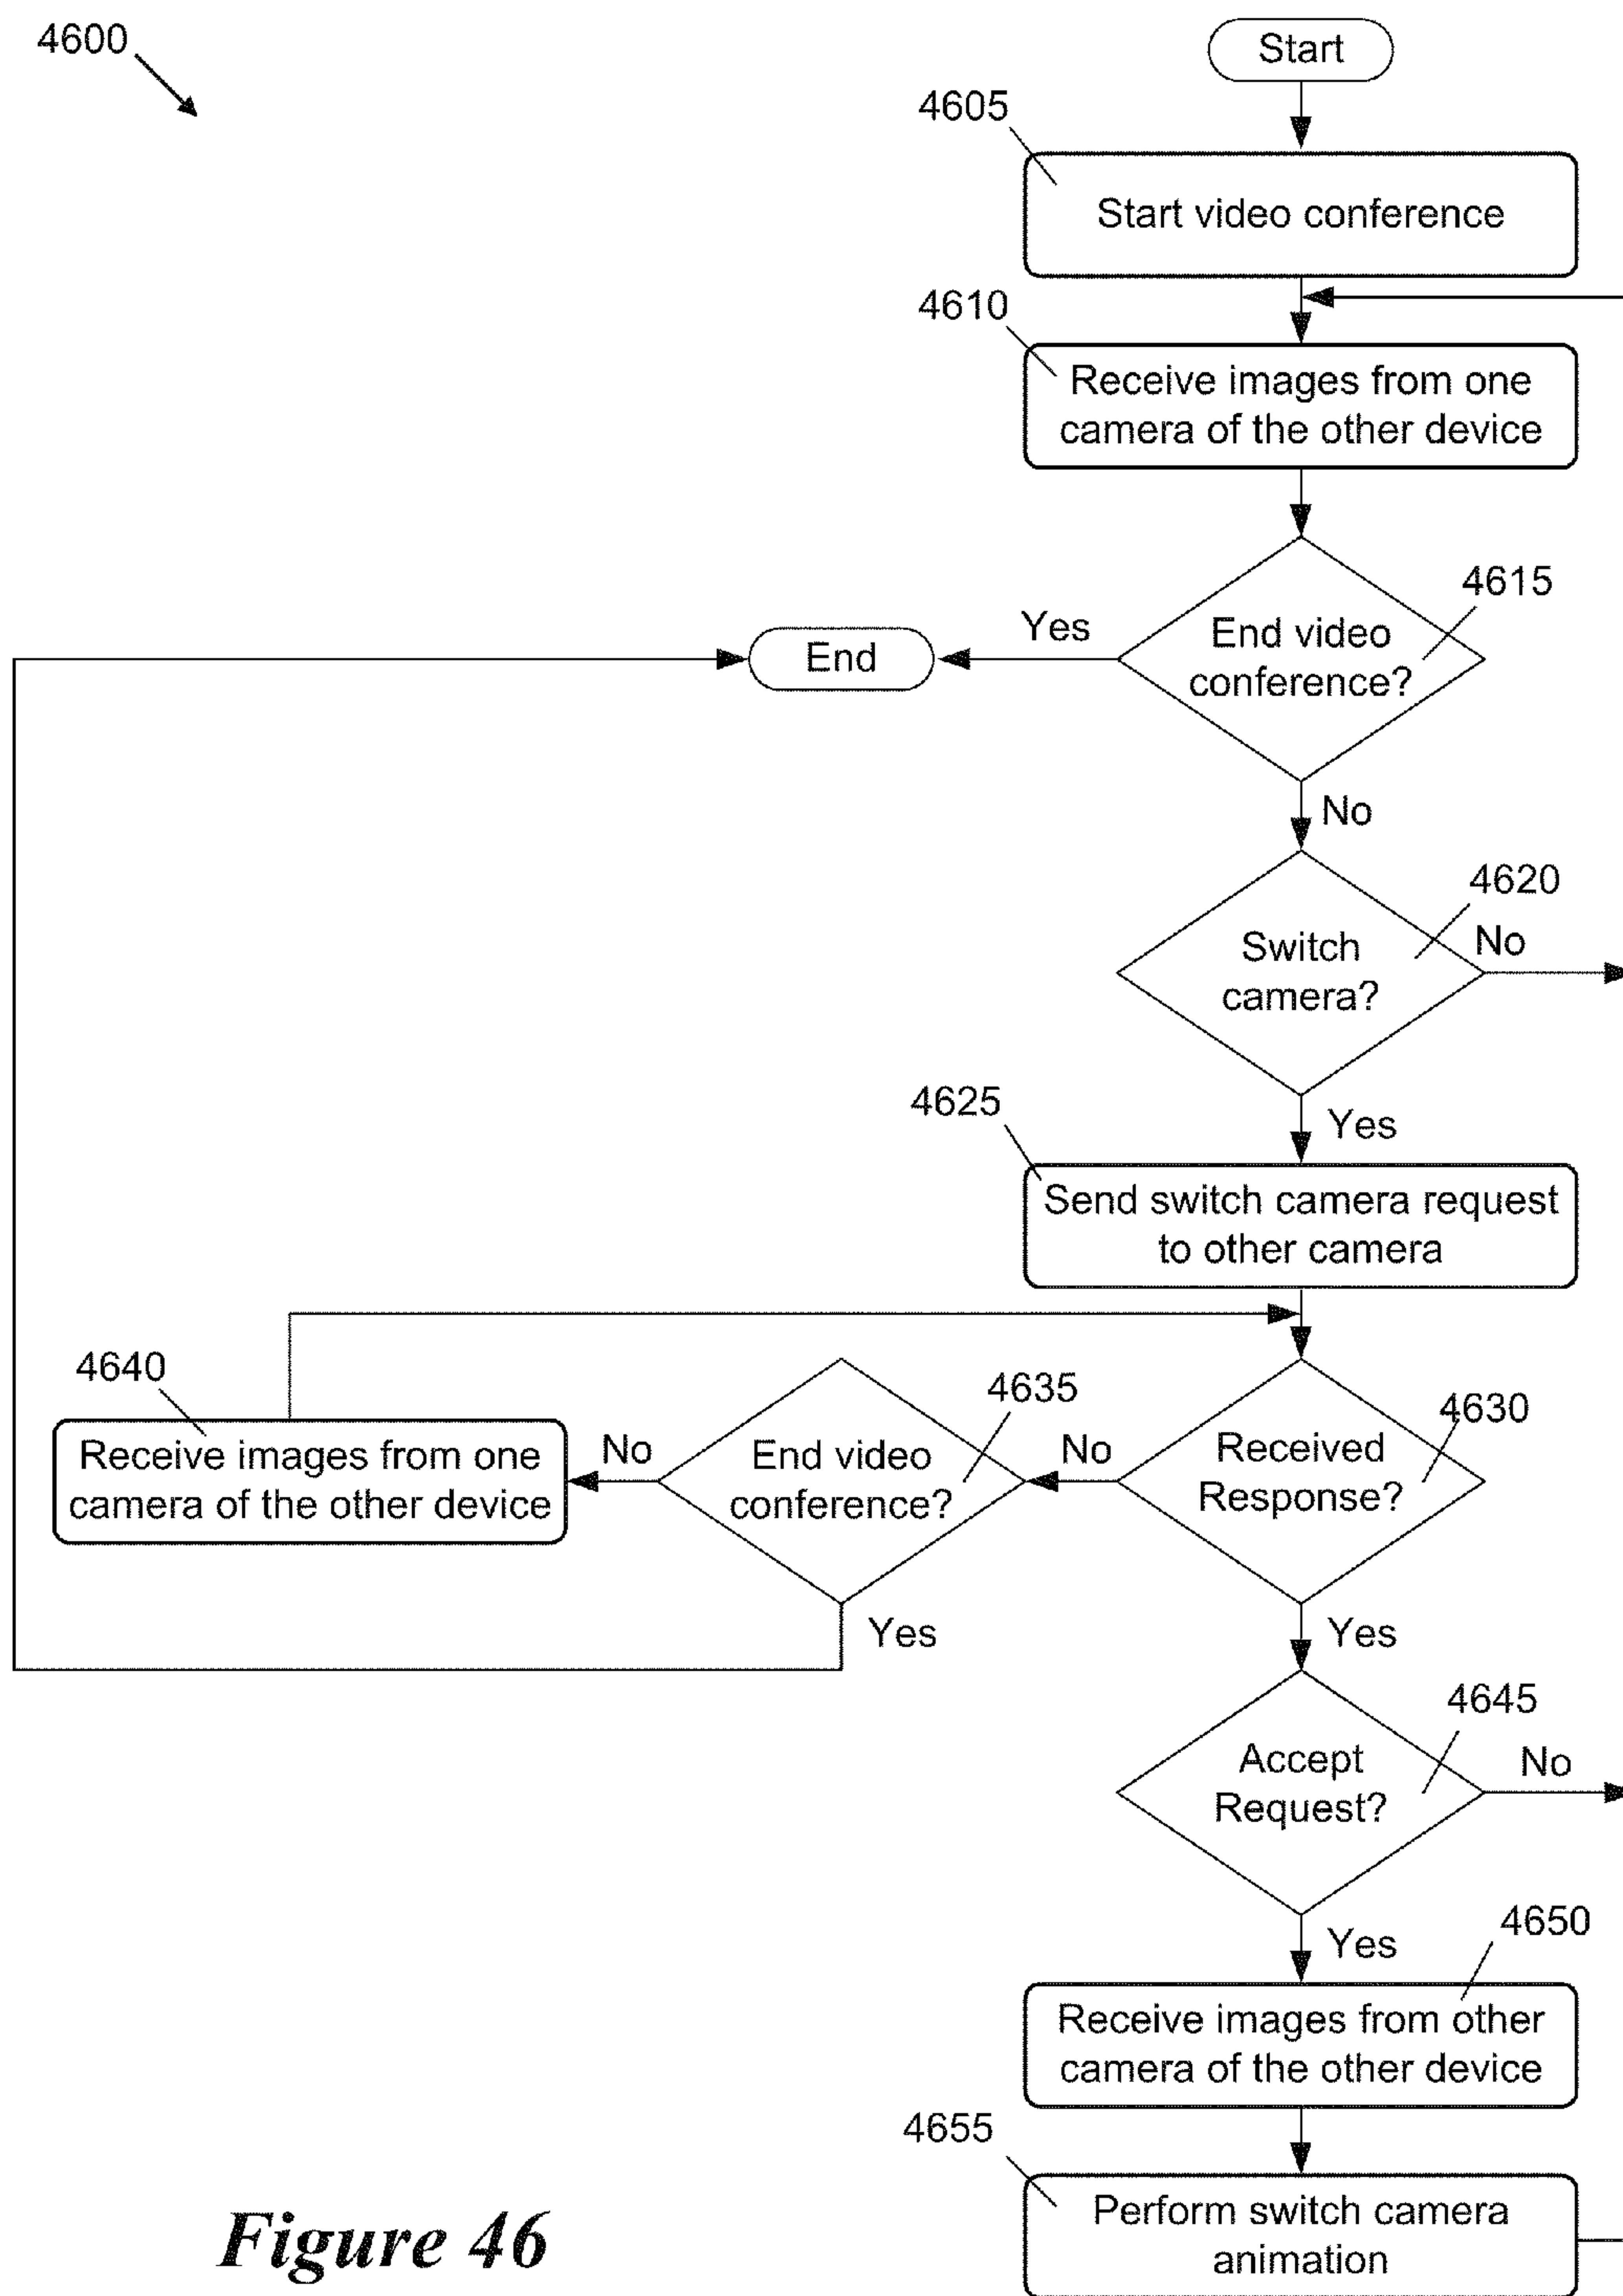 4600
Start
4605
Start video conference
4610
Receive images from one
camera of the other device
4615
End video
conference?
Yes
End
No
4620
Switch
camera?
No
Yes
4625
Send switch camera request
to other camera
4630
Received
Response?
No
4635
End video
conference?
No
4640
Receive images from one
camera of the other device
Yes
Yes
4645
Accept
Request?
No
Yes
4650
Receive images from other
camera of the other device
4655
Perform switch camera
animation
Figure 46